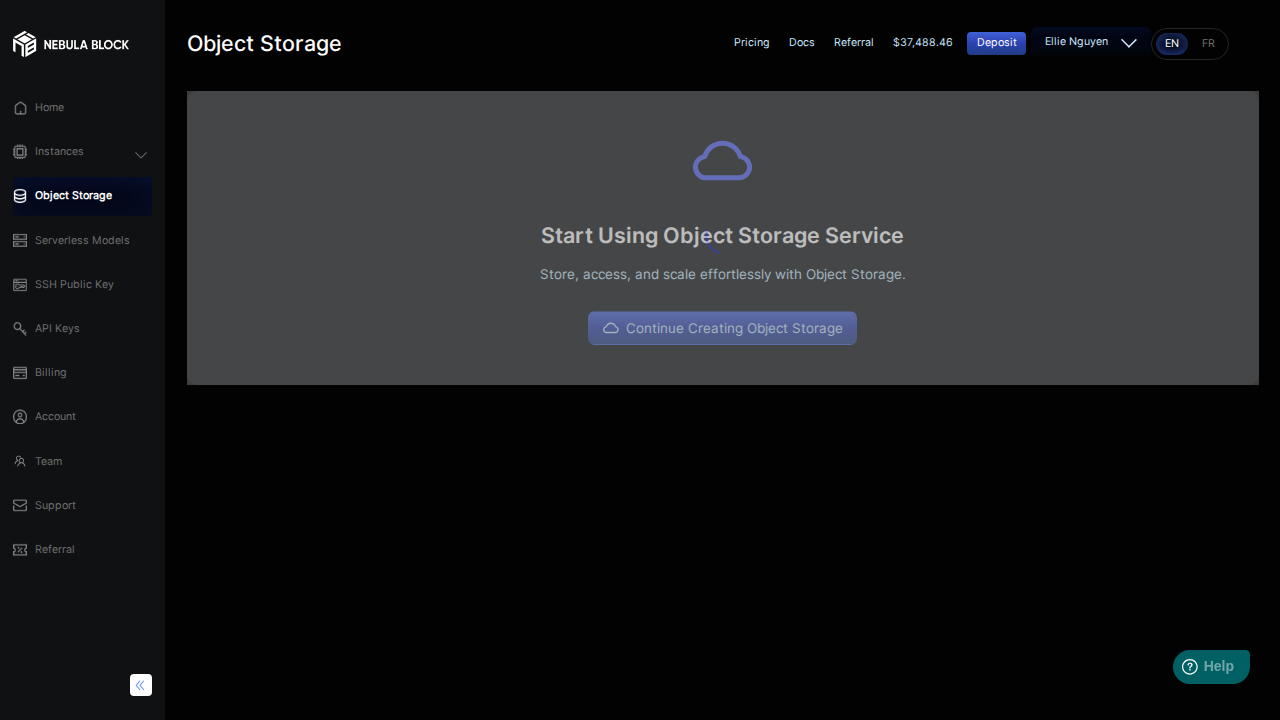 NEBULA BLOCK
Object Storage
Pricing
Docs
Referral
$37,488.46
Deposit
Ellie Nguyen
EN
FR
Home
Instances
Object Storage
Serverless Models
SSH Public Key
API Keys
Billing
Account
Team
Support
Referral
Start Using Object Storage Service
Store, access, and scale effortlessly with Object Storage.
Continue Creating Object Storage
Help